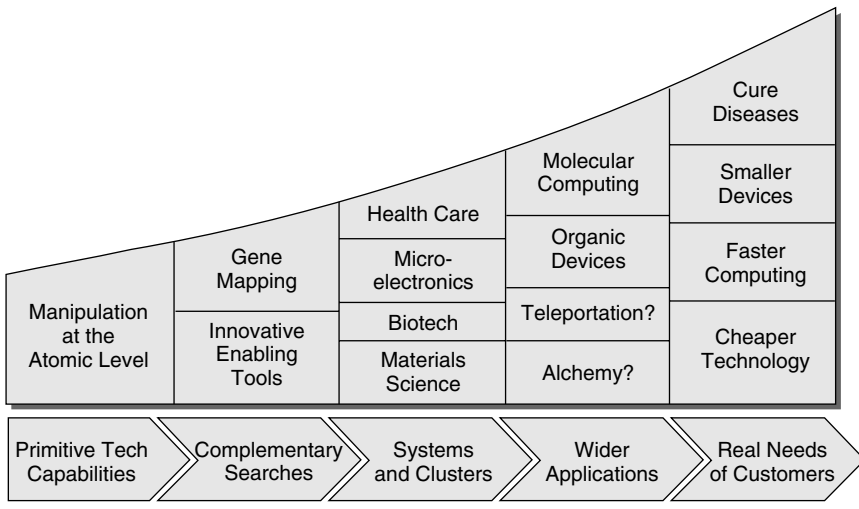 Manipulation
at the
Atomic Level
Gene
Mapping
Innovative
Enabling
Tools
Health Care
Micro-
electronics
Biotech
Materials
Science
Molecular
Computing
Organic
Devices
Teleportation?
Alchemy?
Cure
Diseases
Smaller
Devices
Faster
Computing
Cheaper
Technology
Primitive Tech
Capabilities
Complementary
Searches
Systems
and Clusters
Wider
Applications
Real Needs
of Customers